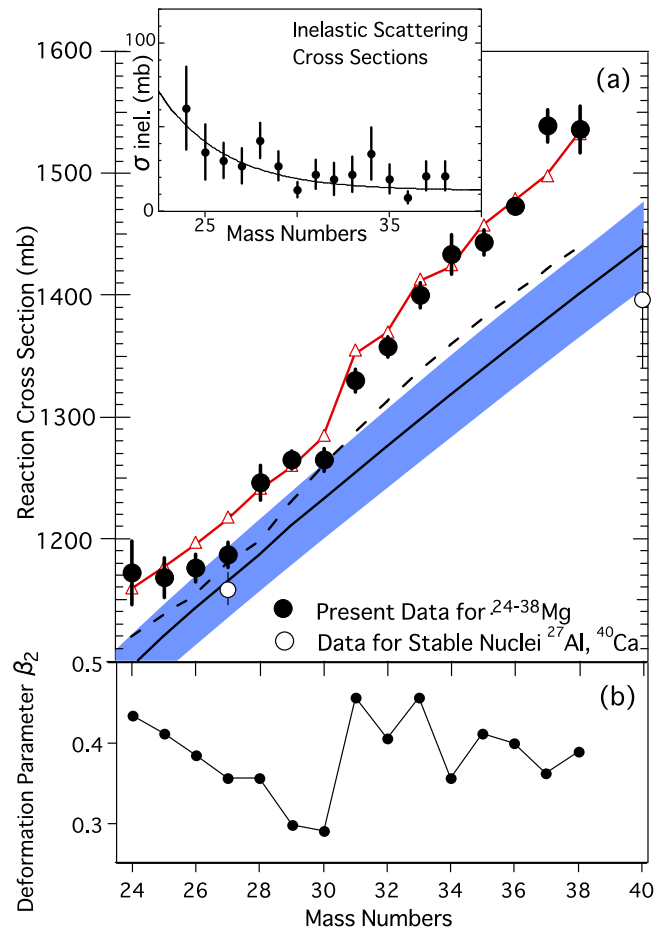 1600
1500
1400
1300
1200
1100
Reaction Cross Section (mb)
(a)
100
0
σ inel. (mb)
Inelastic Scattering
Cross Sections
25
35
Mass Numbers
Present Data for .24-38Mg
Data for Stable Nuclei 27Al, 40Ca
0.5
0.4
0.3
Deformation Parameter β2
(b)
24 26 28 30 32 34 36 38 40
Mass Numbers